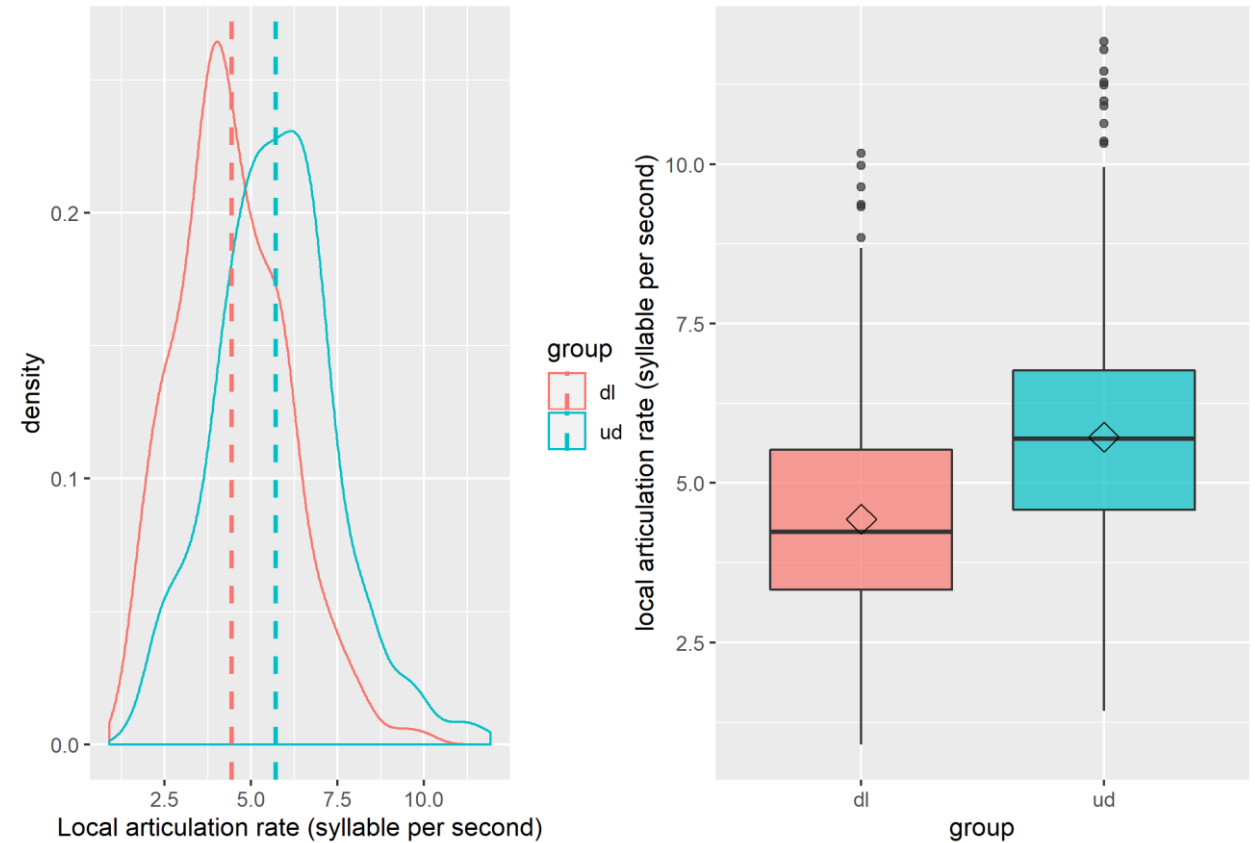 density
0.2
0.1
0.0
2.5 5.0 7.5 10.0
Local articulation rate (syllable per second)
group
dl
ud
local articulation rate (syllable per second)
10.0
7.5
5.0
2.5
dl ud
group